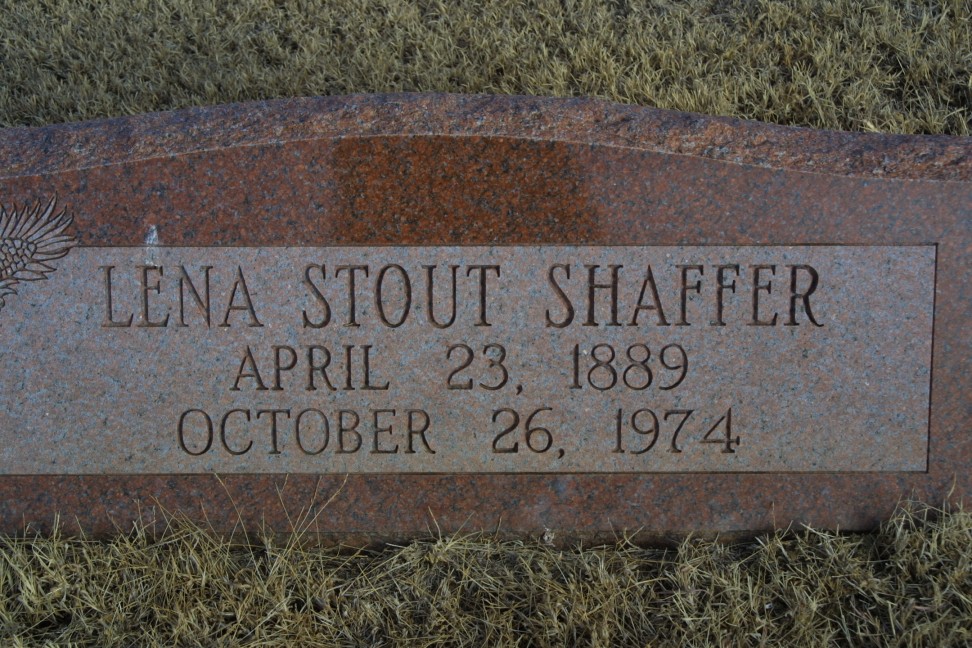 LENA STOUT SHAFFER
APRIL 23, 1889
OCTOBER 26, 1974